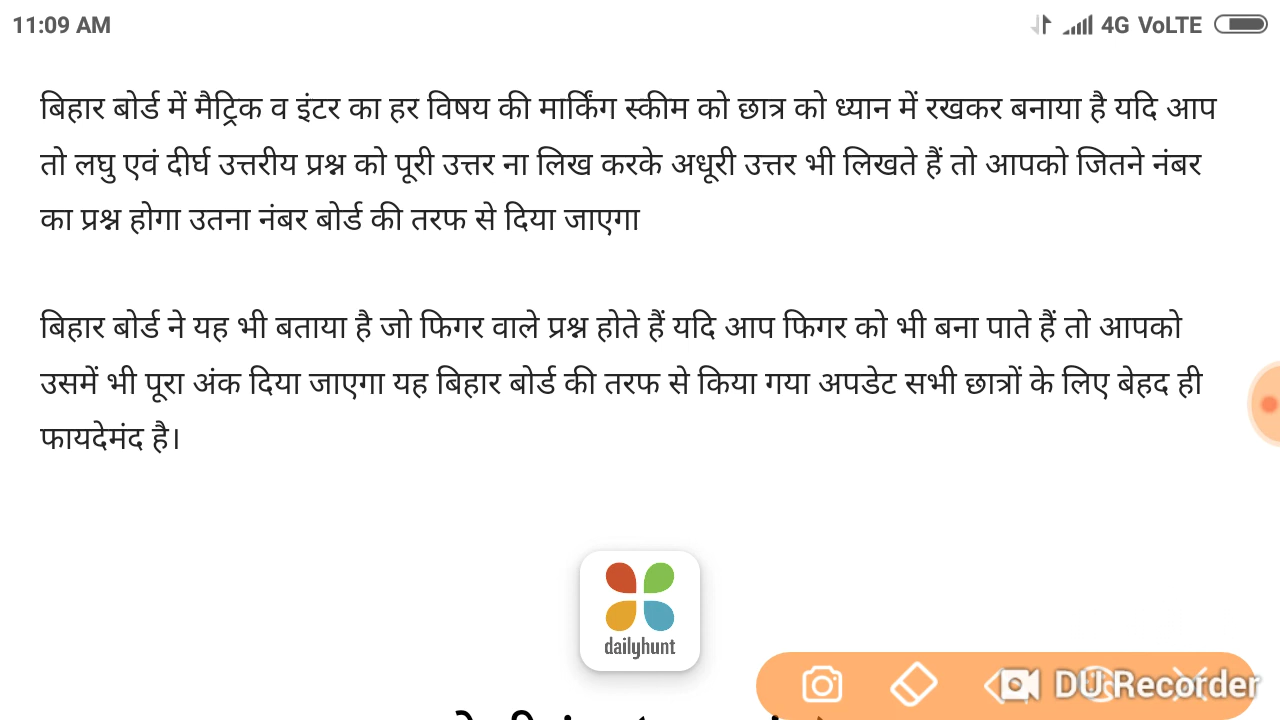 11:09 AM
4G VoLTE
बिहार बोर्ड में मैट्रिक व इंटर का हर विषय की मार्किंग स्कीम को छात्र को ध्यान में रखकर बनाया है यदि आप
तो लघु एवं दीर्घ उत्तरीय प्रश्न को पूरी उत्तर ना लिख करके अधूरी उत्तर भी लिखते हैं तो आपको जितने नंबर
का प्रश्न होगा उतना नंबर बोर्ड की तरफ से दिया जाएगा
बिहार बोर्ड ने यह भी बताया है जो फिगर वाले प्रश्न होते हैं यदि आप फिगर को भी बना पाते हैं तो आपको
उसमें भी पूरा अंक दिया जाएगा यह बिहार बोर्ड की तरफ से किया गया अपडेट सभी छात्रों के लिए बेहद ही
फायदेमंद है।
dailyhunt
DU Recorder